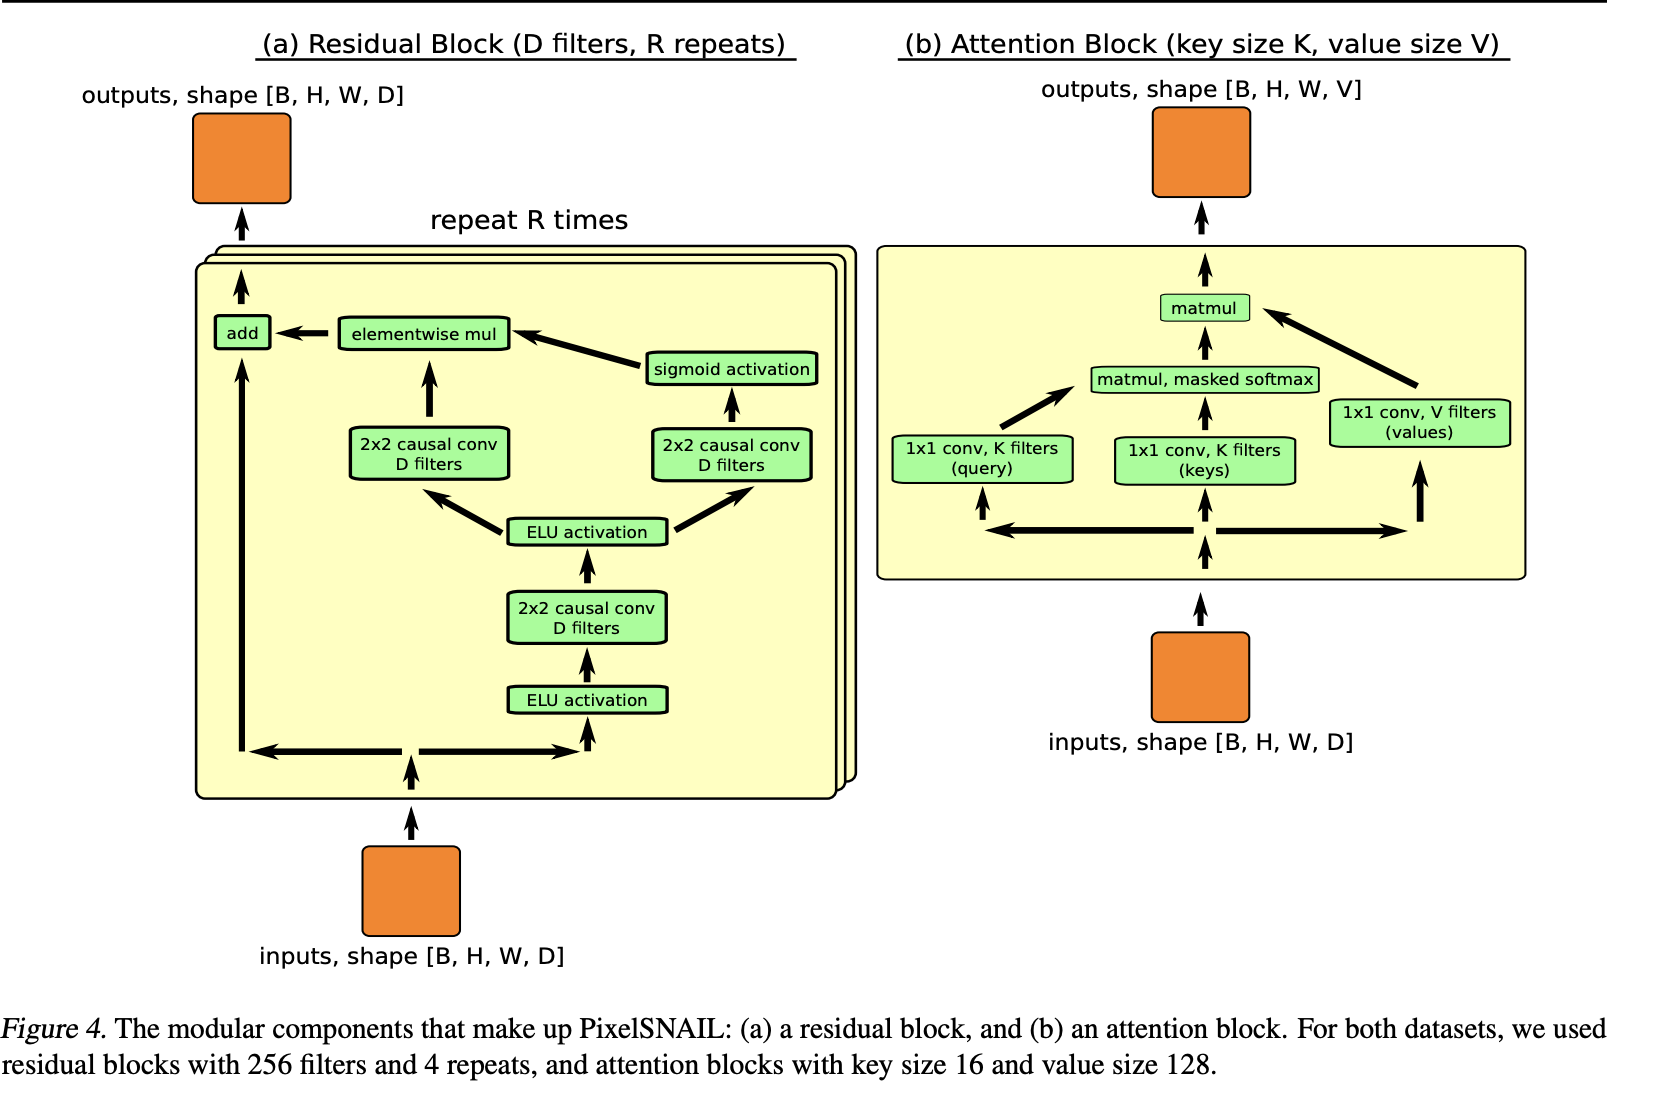 (a) Residual Block (D filters, R repeats)
outputs, shape [B, H, W, D]
repeat R times
add
elementwise mul
sigmoid activation
2x2 causal conv
D filters
2x2 causal conv
D filters
ELU activation
2x2 causal conv
D filters
ELU activation
inputs, shape [B, H, W, D]
(b) Attention Block (key size K, value size V)
outputs, shape [B, H, W, V]
matmul
matmul, masked softmax
1x1 conv, V filters
(values)
1x1 conv, K filters
(query)
1x1 conv, K filters
(keys)
inputs, shape [B, H, W, D]
Figure 4. The modular components that make up PixelSNAIL: (a) a residual block, and (b) an attention block. For both datasets, we used
residual blocks with 256 filters and 4 repeats, and attention blocks with key size 16 and value size 128.